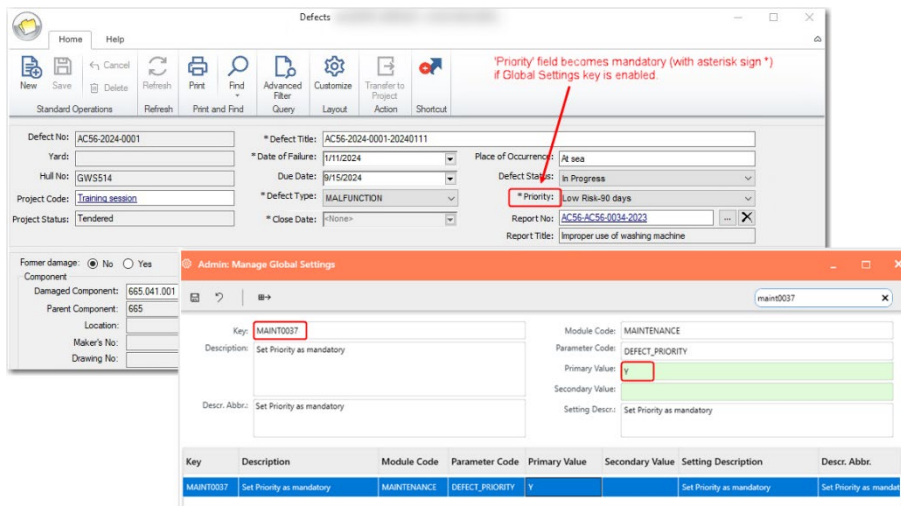 Defects
Home Help
New Save Cancel Delete Refresh Print Find Advanced Filter Customize Transfer to Project
Standard Operations Refresh Print and Find Query Layout Action Shortcut
'Priority' field becomes mandatory (with asterisk sign *)
if Global Settings key is enabled.
Defect No: AC56-2024-0001 * Defect Title: AC56-2024-0001-20240111
Yard: * Date of Failure: 1/11/2024 Place of Occurrence: At sea
Hull No: GWS514 Due Date: 9/15/2024 Defect Status: In Progress
Project Code: Training session * Defect Type: MALFUNCTION * Priority: Low Risk-90 days
Project Status: Tendered * Close Date: <None> Report No: AC56-AC56-0034-2023 ...
Report Title: Improper use of washing machine
Former damage: No Yes
Component
Damaged Component: 665.041.001
Parent Component: 665
Location:
Maker's No:
Drawing No:
Admin: Manage Global Settings
maint0037
Key: MAINT0037 Module Code: MAINTENANCE
Description: Set Priority as mandatory Parameter Code: DEFECT_PRIORITY
Primary Value: Y
Secondary Value:
Descr. Abbr.: Set Priority as mandatory Setting Descr.: Set Priority as mandatory
Key Description Module Code Parameter Code Primary Value Secondary Value Setting Description Descr. Abbr.
MAINT0037 Set Priority as mandatory MAINTENANCE DEFECT_PRIORITY Y Set Priority as mandatory Set Priority as mandat